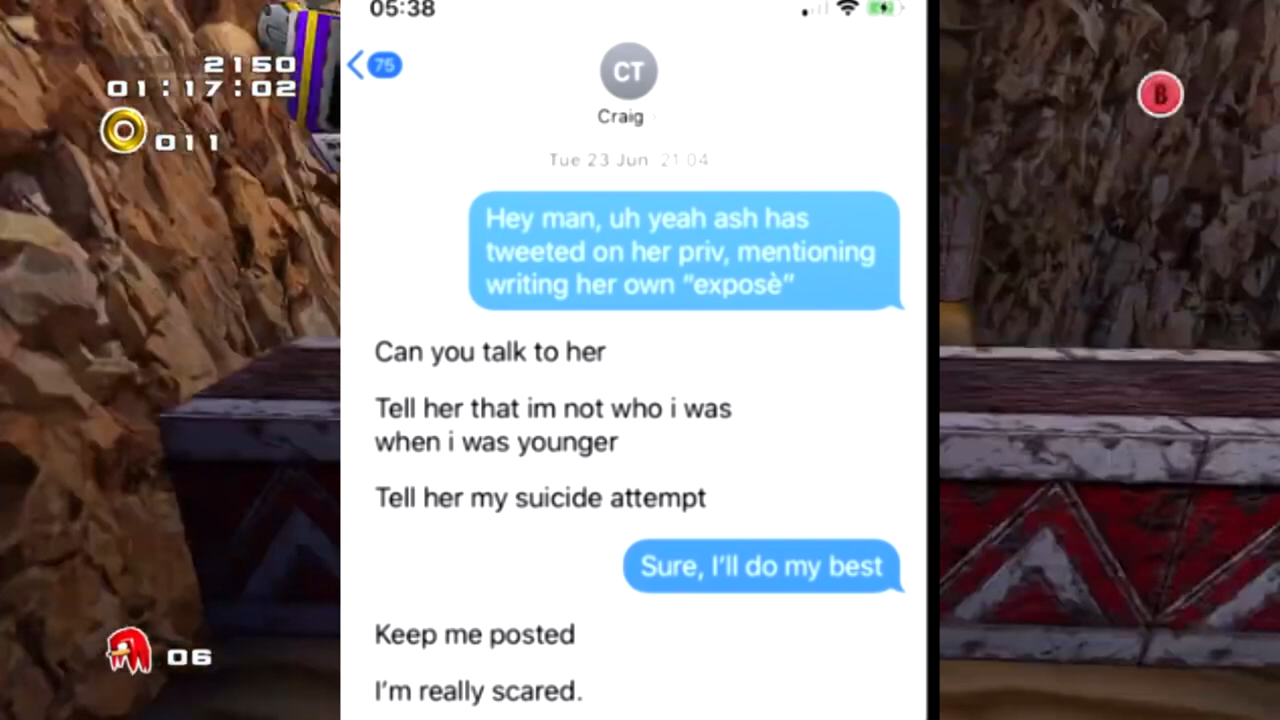 05:38
75
CT
Craig
Tue 23 Jun 21:04
Hey man, uh yeah ash has
tweeted on her priv, mentioning
writing her own “exposè”
Can you talk to her
Tell her that im not who i was
when i was younger
Tell her my suicide attempt
Sure, I’ll do my best
Keep me posted
I’m really scared.
2150
01:17:02
011
06
B